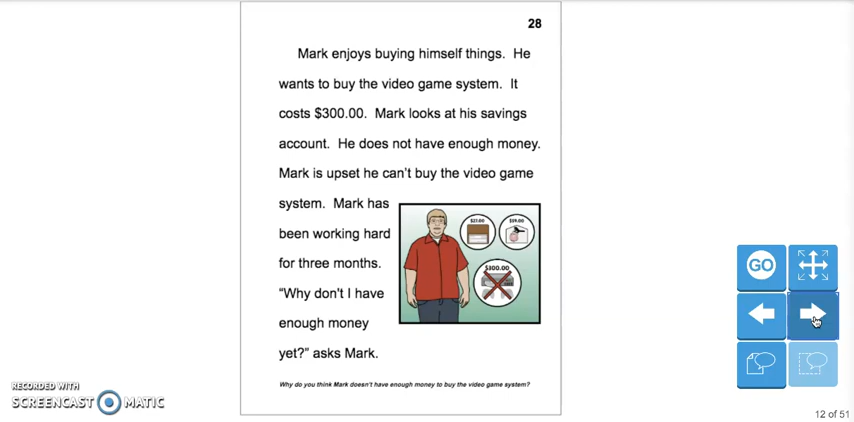 28
Mark enjoys buying himself things. He
wants to buy the video game system. It
costs $300.00. Mark looks at his savings
account. He does not have enough money.
Mark is upset he can't buy the video game
system. Mark has
been working hard
for three months.
"Why don't I have
enough money
yet?" asks Mark.
$27.00
$300.00
Why do you think Mark doesn't have enough money to buy the video game system?
GO
RECORDED WITH
SCREENCAST MATIC
12 of 51